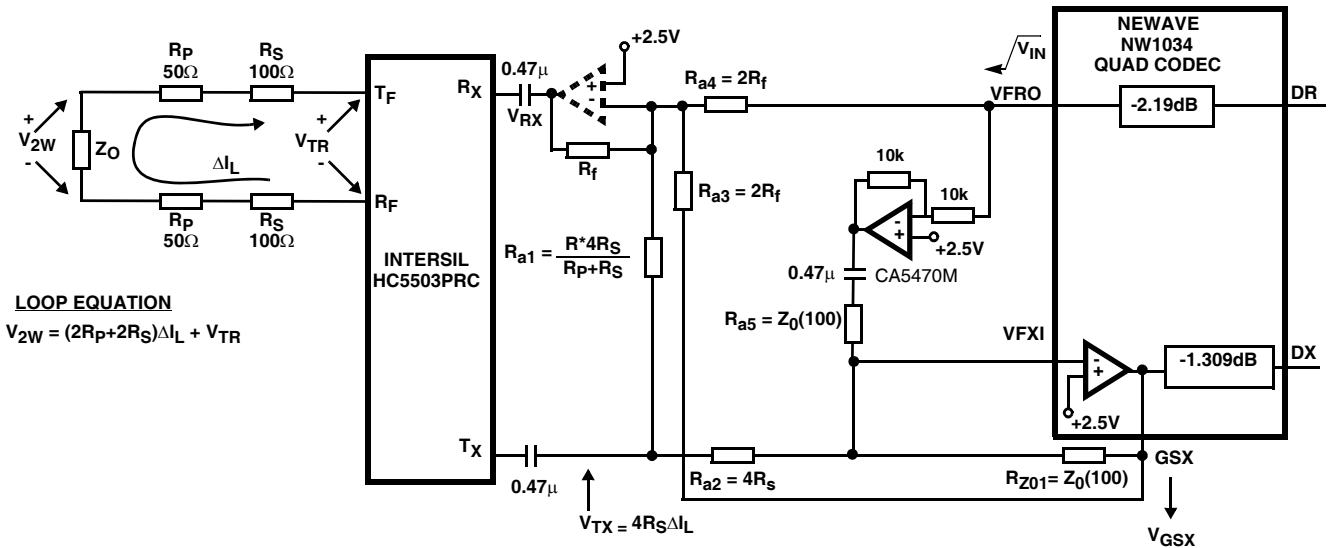 NEWAVE
NW1034
QUAD CODEC
+2.5V
V_IN
R_P
50Ω
R_S
100Ω
0.47µ
R_a4 = 2R_f
T_F
R_X
+
-
VFRO
-2.19dB
DR
V_RX
+
V_2W
-
Z_O
ΔI_L
+
V_TR
-
R_f
10k
R_a3 = 2R_f
10k
R_F
R_P
50Ω
R_S
100Ω
-
+
+2.5V
R_a1 = R*4R_S
R_P+R_S
INTERSIL
HC5503PRC
0.47µ
CA5470M
LOOP EQUATION
V_2W = (2R_P+2R_S)ΔI_L + V_TR
R_a5 = Z_0(100)
VFXI
-
+
-1.309dB
DX
+2.5V
T_X
0.47µ
R_a2 = 4R_s
R_Z01= Z_0(100)
GSX
V_TX = 4R_SΔI_L
V_GSX